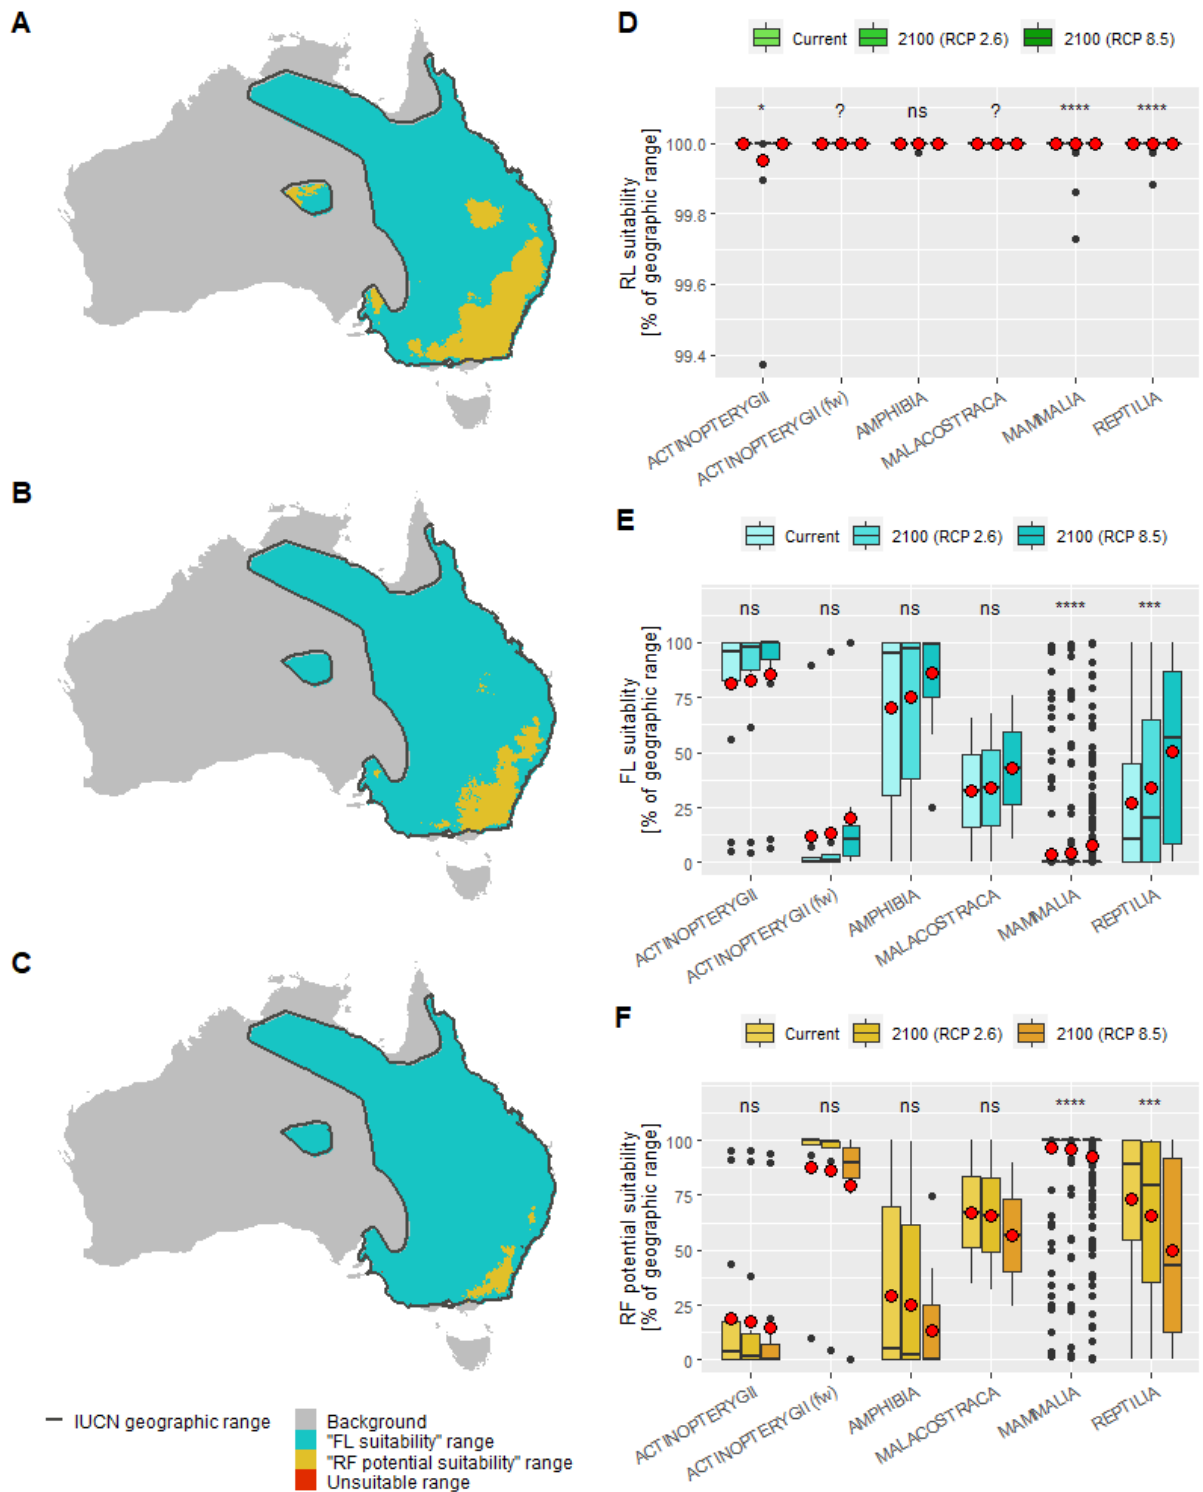 A
B
C
IUCN geographic range
Background
"FL suitability" range
"RF potential suitability" range
Unsuitable range
D
Current 2100 (RCP 2.6) 2100 (RCP 8.5)
RL suitability
[% of geographic range]
100.0
99.8
99.6
99.4
* ? ns ? **** ****
ACTINOPTERYGII
ACTINOPTERYGII (fw)
AMPHIBIA
MALACOSTRACA
MAMMALIA
REPTILIA
E
Current 2100 (RCP 2.6) 2100 (RCP 8.5)
FL suitability
[% of geographic range]
100
75
50
25
0
ns ns ns ns **** ***
ACTINOPTERYGII
ACTINOPTERYGII (fw)
AMPHIBIA
MALACOSTRACA
MAMMALIA
REPTILIA
F
Current 2100 (RCP 2.6) 2100 (RCP 8.5)
RF potential suitability
[% of geographic range]
100
75
50
25
0
ns ns ns ns **** ***
ACTINOPTERYGII
ACTINOPTERYGII (fw)
AMPHIBIA
MALACOSTRACA
MAMMALIA
REPTILIA